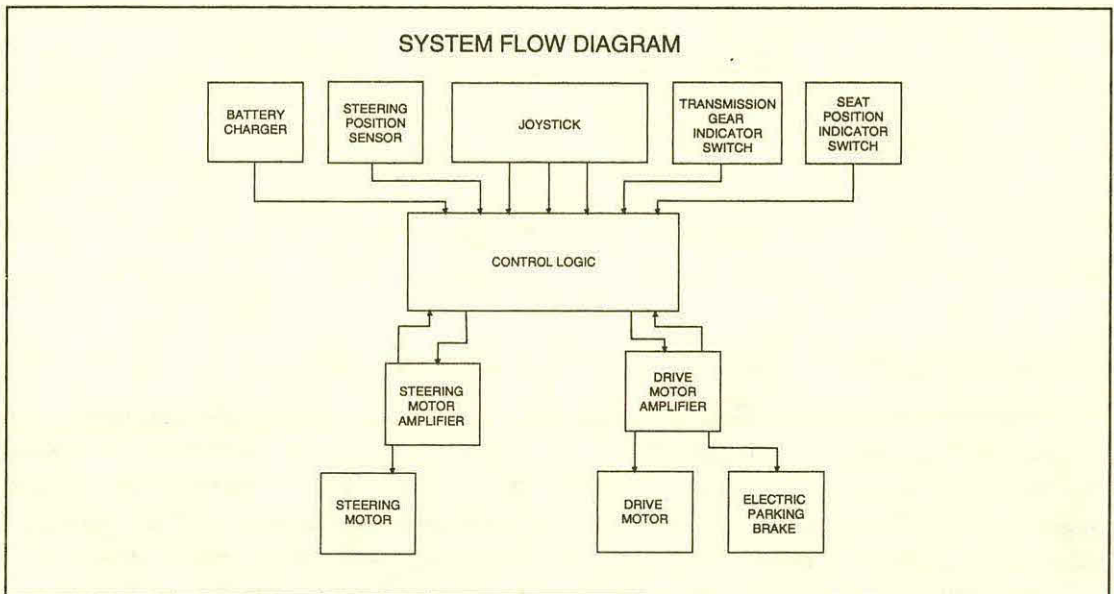 SYSTEM FLOW DIAGRAM
BATTERY
CHARGER
STEERING
POSITION
SENSOR
JOYSTICK
TRANSMISSION
GEAR
INDICATOR
SWITCH
SEAT
POSITION
INDICATOR
SWITCH
CONTROL LOGIC
STEERING
MOTOR
AMPLIFIER
DRIVE
MOTOR
AMPLIFIER
STEERING
MOTOR
DRIVE
MOTOR
ELECTRIC
PARKING
BRAKE